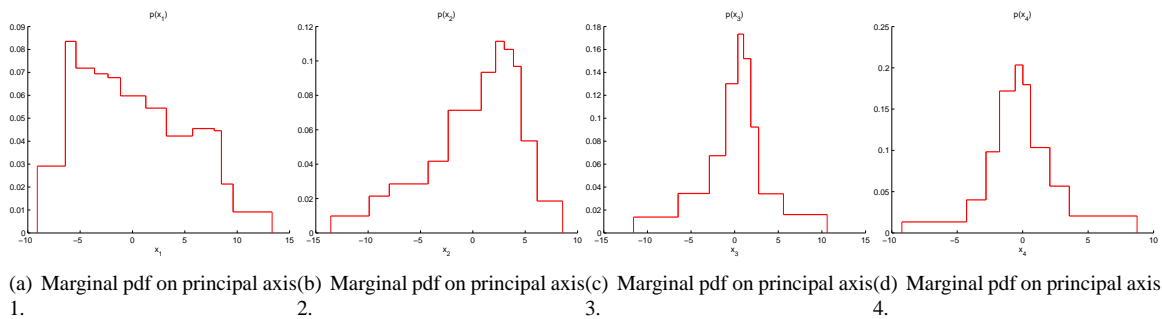 p(x1)
0.09
0.08
0.07
0.06
0.05
0.04
0.03
0.02
0.01
0
−10 −5 0 5 10 15
x1
p(x2)
0.12
0.1
0.08
0.06
0.04
0.02
0
−15 −10 −5 0 5 10
x2
p(x3)
0.18
0.16
0.14
0.12
0.1
0.08
0.06
0.04
0.02
0
−15 −10 −5 0 5 10 15
x3
p(x4)
0.25
0.2
0.15
0.1
0.05
0
−10 −5 0 5 10
x4
(a) Marginal pdf on principal axis
1.
(b) Marginal pdf on principal axis
2.
(c) Marginal pdf on principal axis
3.
(d) Marginal pdf on principal axis
4.